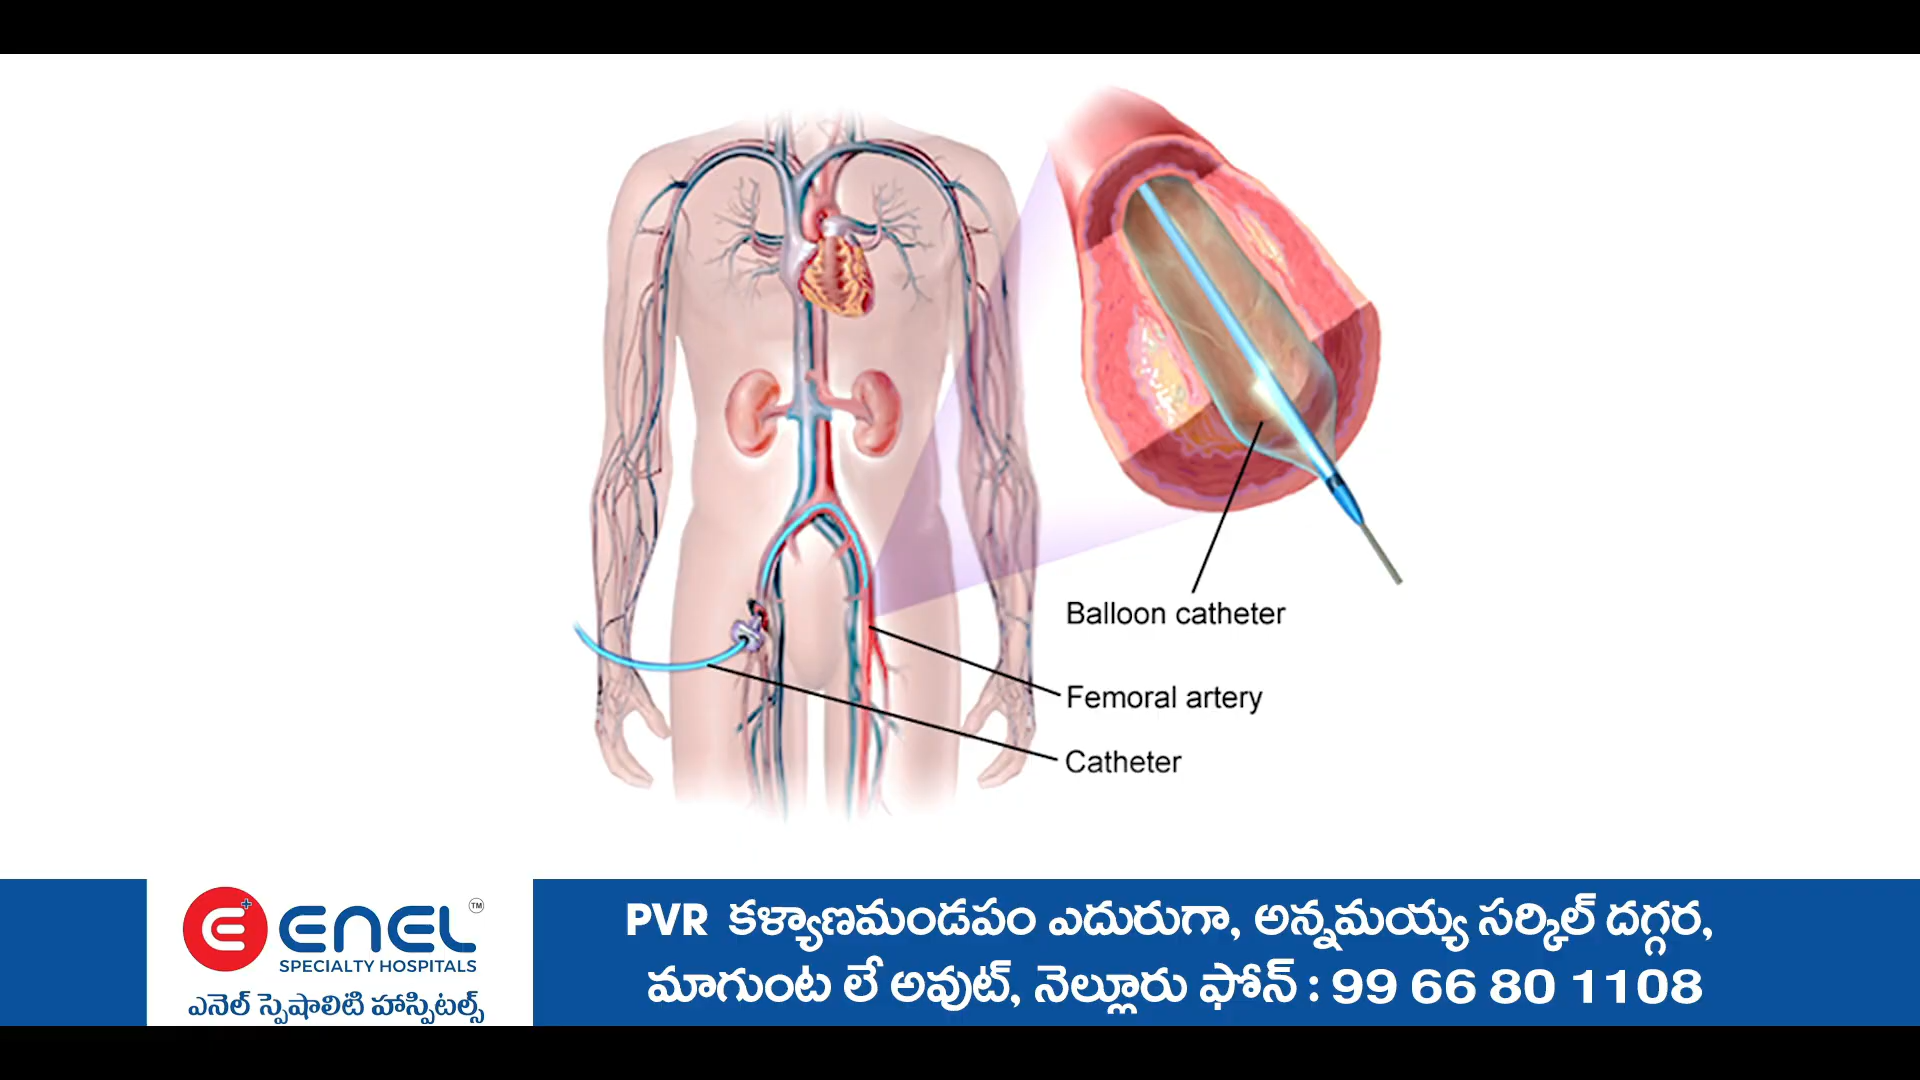 Balloon catheter
Femoral artery
Catheter
ENEL TM
SPECIALTY HOSPITALS
ఎనెల్ స్పెషాలిటి హాస్పిటల్స్
PVR కళ్యాణమండపం ఎదురుగా, అన్నమయ్య సర్కిల్ దగ్గర,
మాగుంట లే అవుట్, నెల్లూరు ఫోన్ : 99 66 80 1108